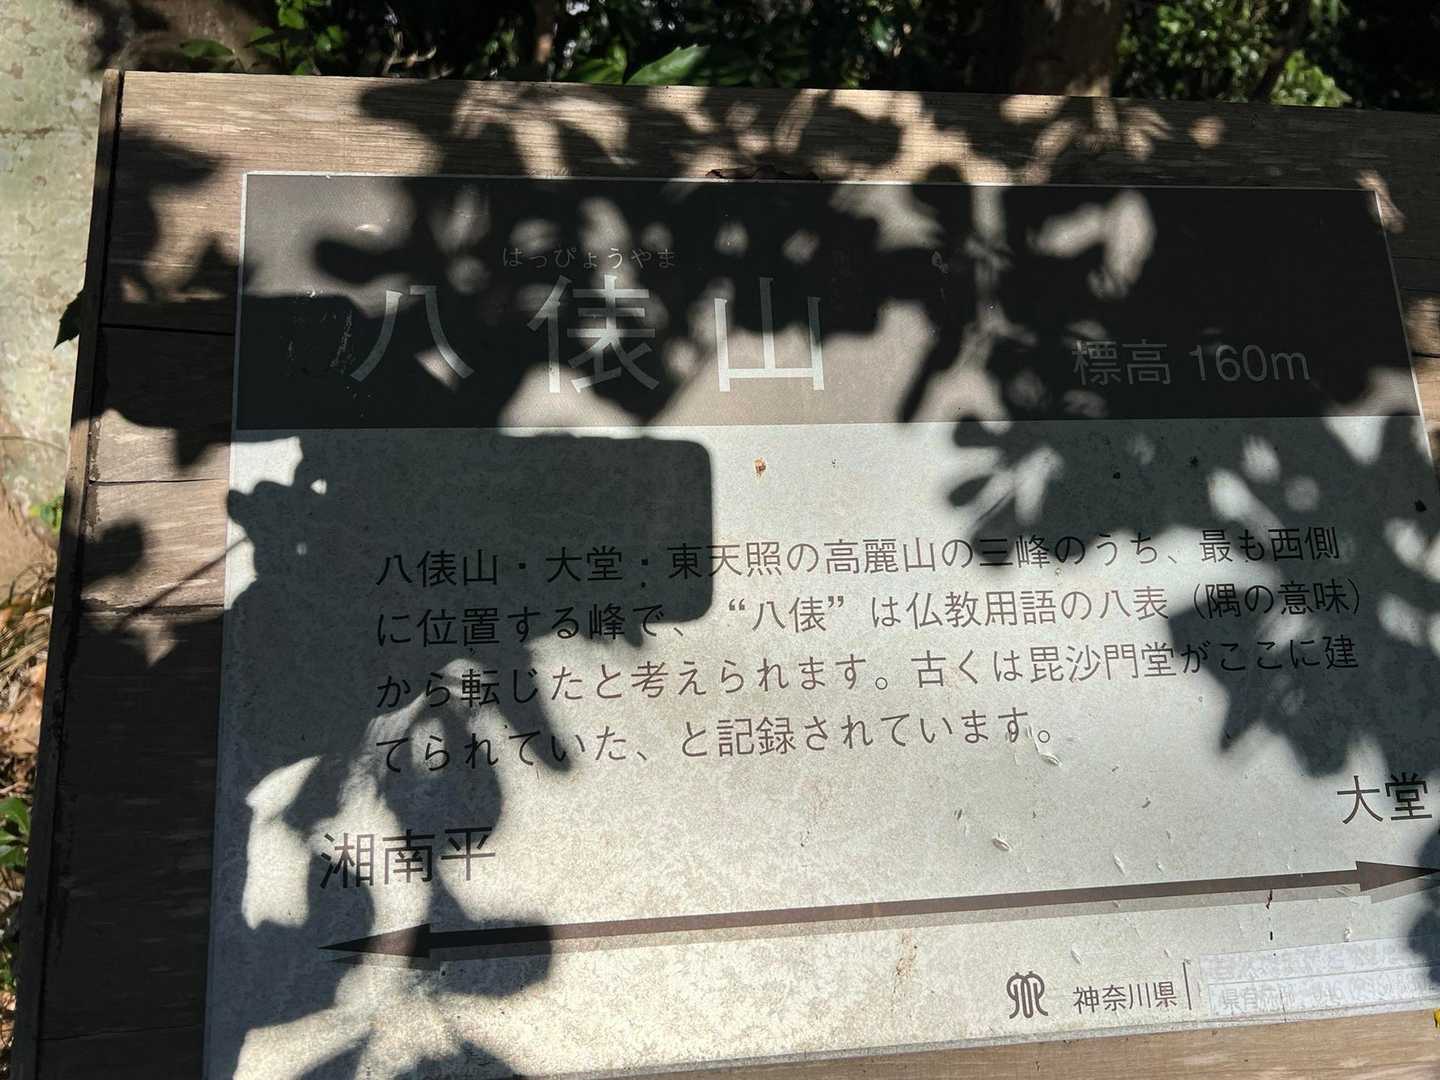 はっぴょうやま
八俵山 標高 160m
八俵山・大堂・東天照の高麗山の三峰のうち、最も西側
に位置する峰で、“八俵”は仏教用語の八表（隅の意味）
から転じたと考えられます。古くは毘沙門堂がここに建
てられていた、と記録されています。
大堂
湘南平
神奈川県